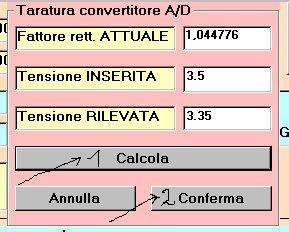 Taratura convertitore A/D
Fattore rett. ATTUALE 1,044776
Tensione INSERITA 3.5
Tensione RILEVATA 3.35
1 Calcola
Annulla 2 Conferma
G